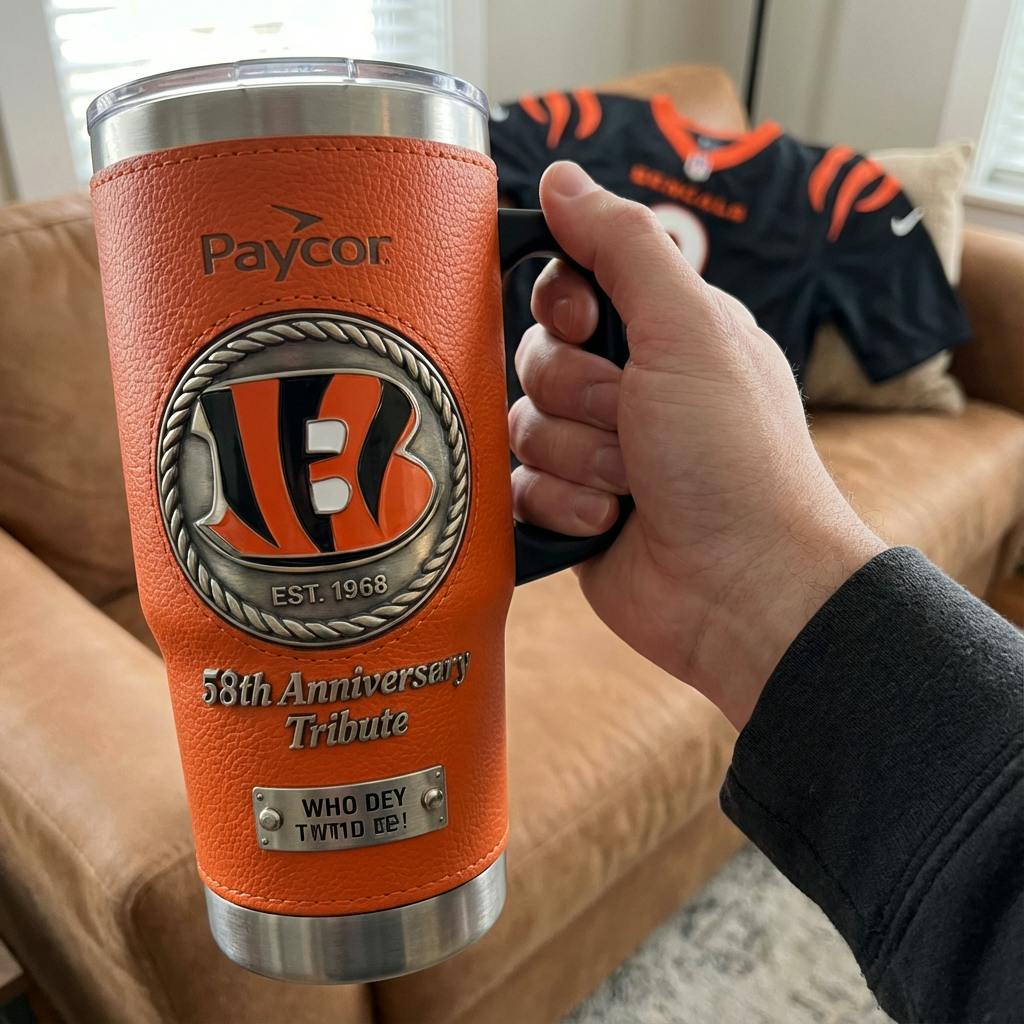 Paycor
B
EST. 1968
58th Anniversary
Tribute
WHO DEY
BENGALS